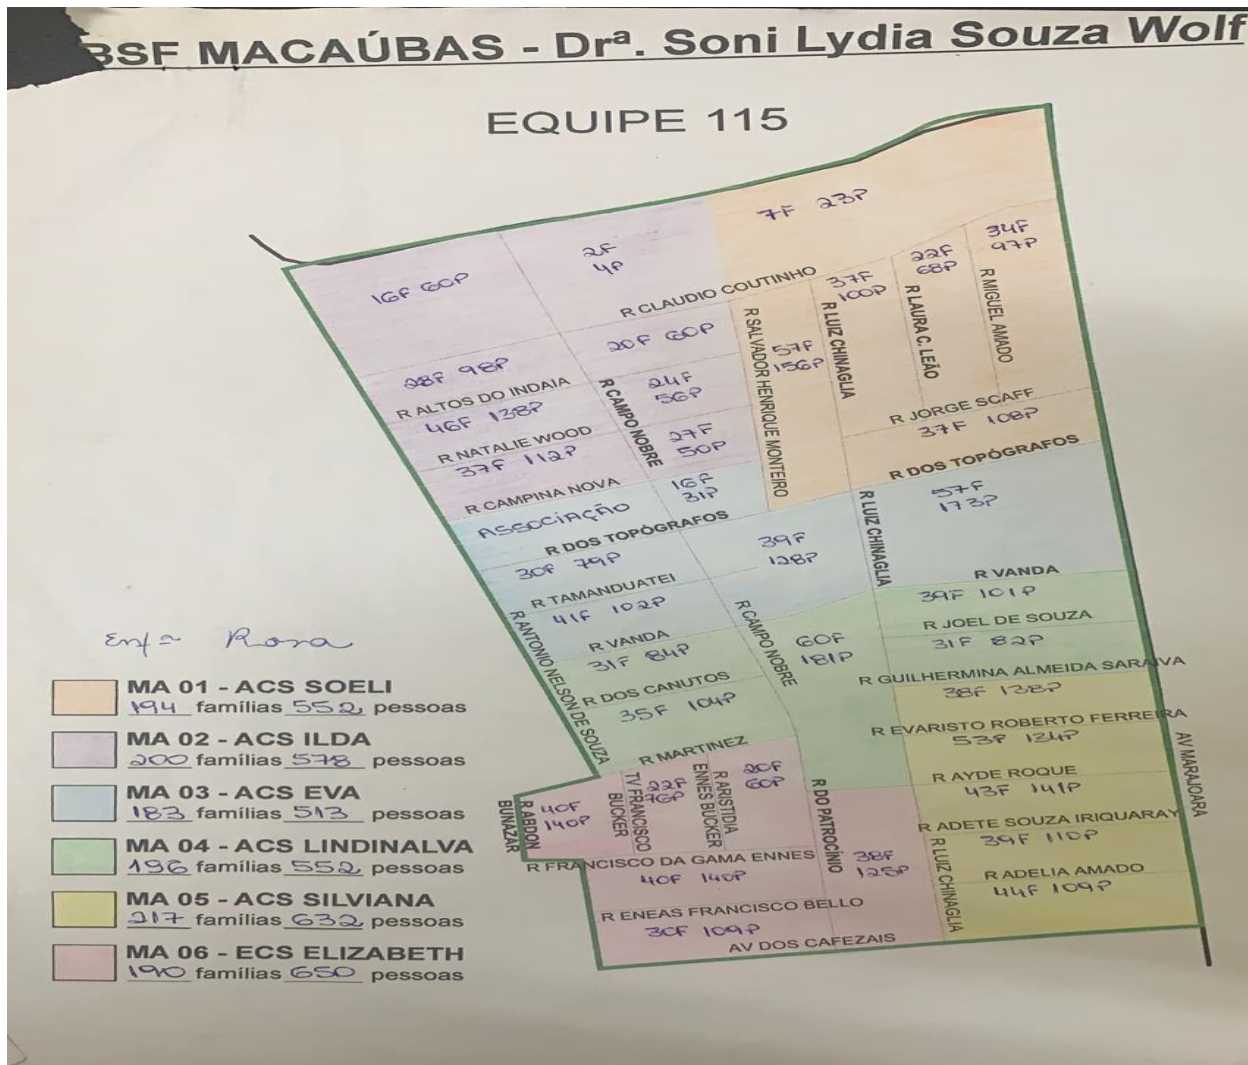 BSF MACAÚBAS - Drª. Soni Lydia Souza Wolf
EQUIPE 115
7F 23P
34F
97P
2F
4P
22F
68P
16F 60P
37F
100P
R CLAUDIO COUTINHO
R MIGUEL AMADO
R LAURA C. LEÃO
R LUIZ CHINAGLIA
R SALVADOR HENRIQUE MONTEIRO
20F 60P
57F
156P
28F 98P
R ALTOS DO INDAIA
24F
56P
R CAMPO NOBRE
46F 138P
R JORGE SCAFF
37F 108P
R NATALIE WOOD
27F
50P
37F 112P
R DOS TOPÓGRAFOS
R CAMPINA NOVA
16F
31P
57F
173P
ASSOCIAÇÃO
R DOS TOPÓGRAFOS
R LUIZ CHINAGLIA
39F
128P
30F 79P
R VANDA
R TAMANDUATEI
39F 101P
41F 102P
R ANTONIO NELSON DE SOUZA
R CAMPO NOBRE
R JOEL DE SOUZA
R VANDA
31F 84P
60F
181P
31F 82P
R GUILHERMINA ALMEIDA SARAIVA
R DOS CANUTOS
38F 138P
35F 104P
R EVARISTO ROBERTO FERREIRA
R MARTINEZ
53F 134P
AV MARAJOARA
R AYDE ROQUE
TV FRANCISCO
BUCKER
22F
76P
R ARISTIDIA
ENNES BUCKER
20F
60P
43F 141P
R DO PATROCÍNIO
R ABDON
BUNAZAR
40F
140P
R ADETE SOUZA IRIQUARAY
39F 110P
R FRANCISCO DA GAMA ENNES
38F
125P
R LUIZ CHINAGLIA
R ADELIA AMADO
40F 140P
44F 109P
R ENEAS FRANCISCO BELLO
30F 109P
AV DOS CAFEZAIS
Enfª Rosa
MA 01 - ACS SOELI
194 famílias 552 pessoas
MA 02 - ACS ILDA
200 famílias 578 pessoas
MA 03 - ACS EVA
183 famílias 513 pessoas
MA 04 - ACS LINDINALVA
196 famílias 552 pessoas
MA 05 - ACS SILVIANA
217 famílias 632 pessoas
MA 06 - ECS ELIZABETH
190 famílias 650 pessoas